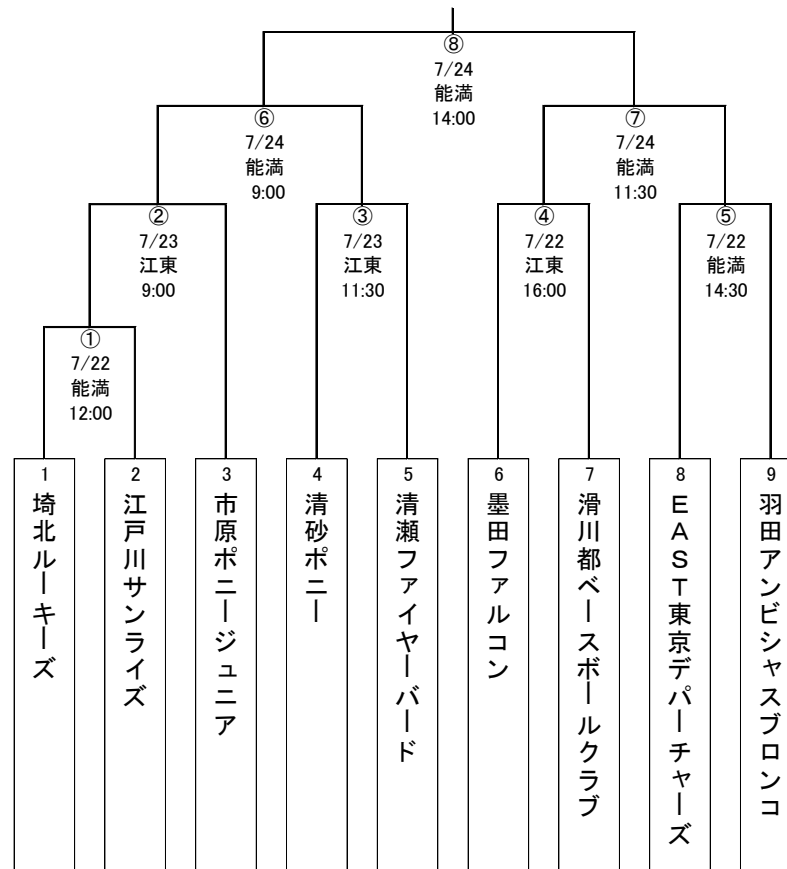 ⑧
7/24
能満
14:00
⑥
7/24
能満
9:00
⑦
7/24
能満
11:30
②
7/23
江東
9:00
③
7/23
江東
11:30
④
7/22
江東
16:00
⑤
7/22
能満
14:30
①
7/22
能満
12:00
1
埼北ルーキーズ
2
江戸川サンライズ
3
市原ポニージュニア
4
清砂ポニー
5
清瀬ファイヤーバード
6
墨田ファルコン
7
滑川都ベースボールクラブ
8
EAST東京デパーチャーズ
9
羽田アンビシャスブロンコ